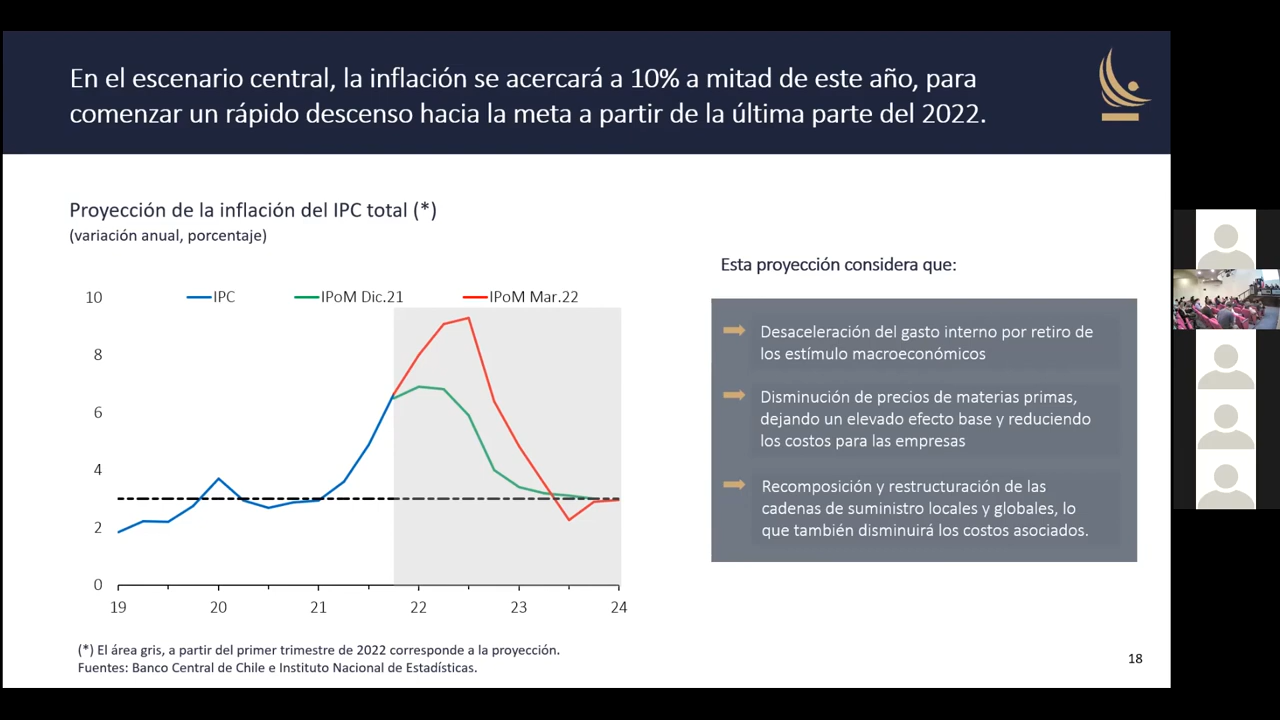 En el escenario central, la inflación se acercará a 10% a mitad de este año, para
comenzar un rápido descenso hacia la meta a partir de la última parte del 2022.
Proyección de la inflación del IPC total (*)
(variación anual, porcentaje)
IPC
IPoM Dic.21
IPoM Mar.22
10
8
6
4
2
0
19
20
21
22
23
24
Esta proyección considera que:
Desaceleración del gasto interno por retiro de
los estímulo macroeconómicos
Disminución de precios de materias primas,
dejando un elevado efecto base y reduciendo
los costos para las empresas
Recomposición y restructuración de las
cadenas de suministro locales y globales, lo
que también disminuirá los costos asociados.
(*) El área gris, a partir del primer trimestre de 2022 corresponde a la proyección.
Fuentes: Banco Central de Chile e Instituto Nacional de Estadísticas.
18